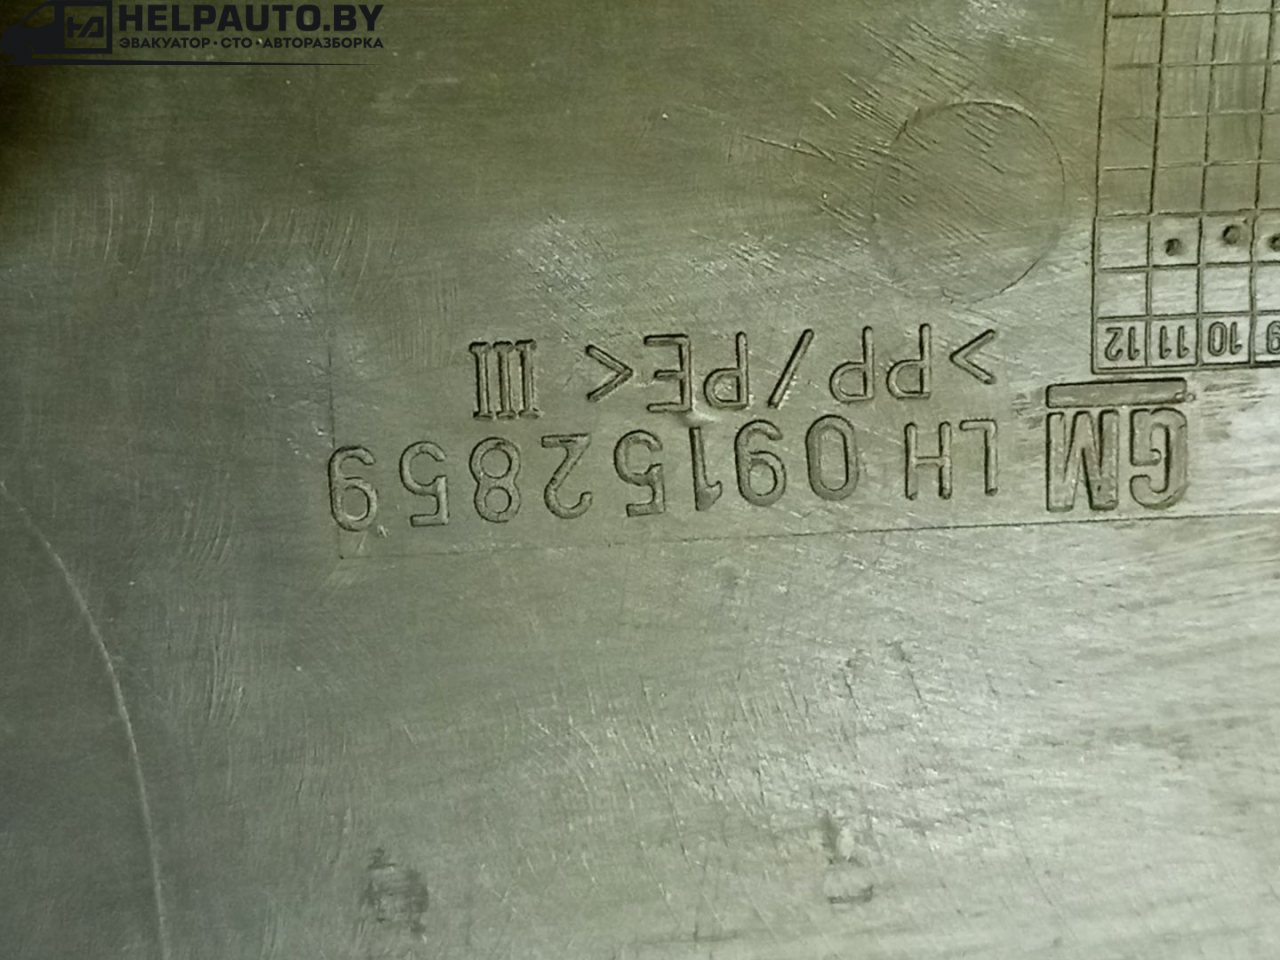 HELPAUTO.BY
ЭВАКУАТОР · СТО · АВТОРАЗБОРКА
GM LH 09152859
>PP/PE< III
9 10 11 12